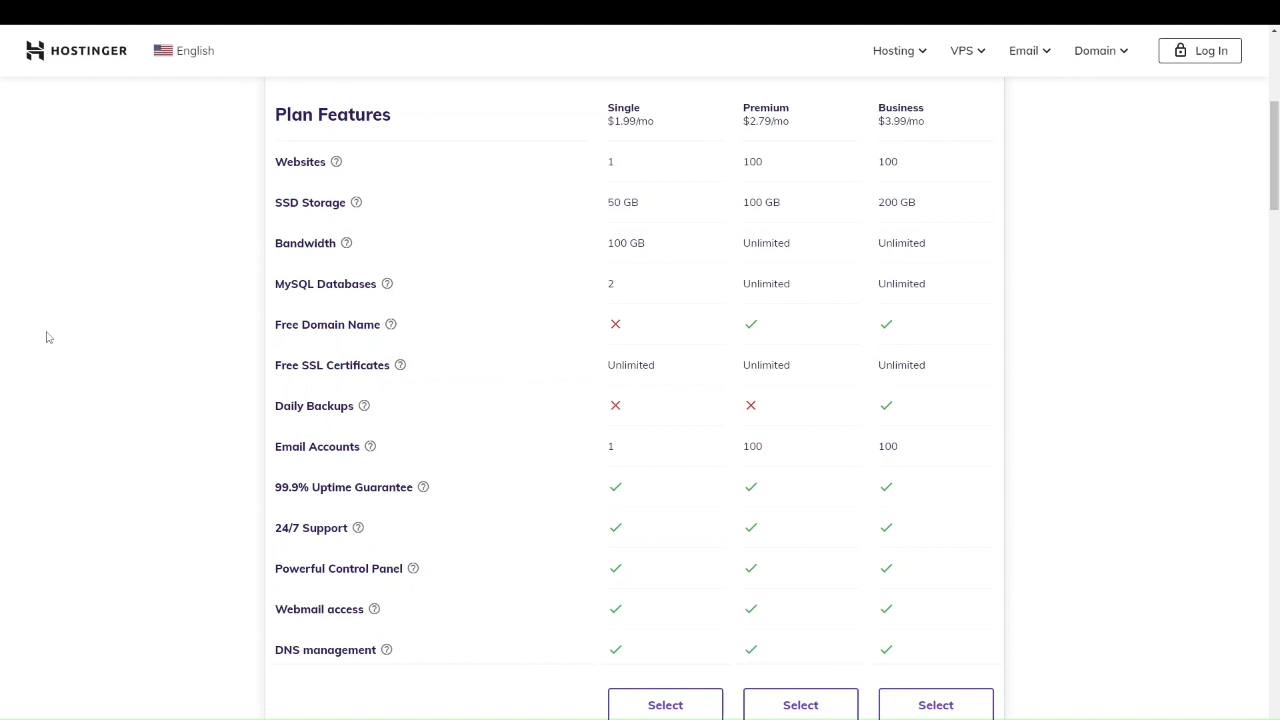 HOSTINGER English Hosting VPS Email Domain Log In
Plan Features Single Premium Business
$1.99/mo $2.79/mo $3.99/mo
Websites 1 100 100
SSD Storage 50 GB 100 GB 200 GB
Bandwidth 100 GB Unlimited Unlimited
MySQL Databases 2 Unlimited Unlimited
Free Domain Name
Free SSL Certificates Unlimited Unlimited Unlimited
Daily Backups
Email Accounts 1 100 100
99.9% Uptime Guarantee
24/7 Support
Powerful Control Panel
Webmail access
DNS management
Select Select Select